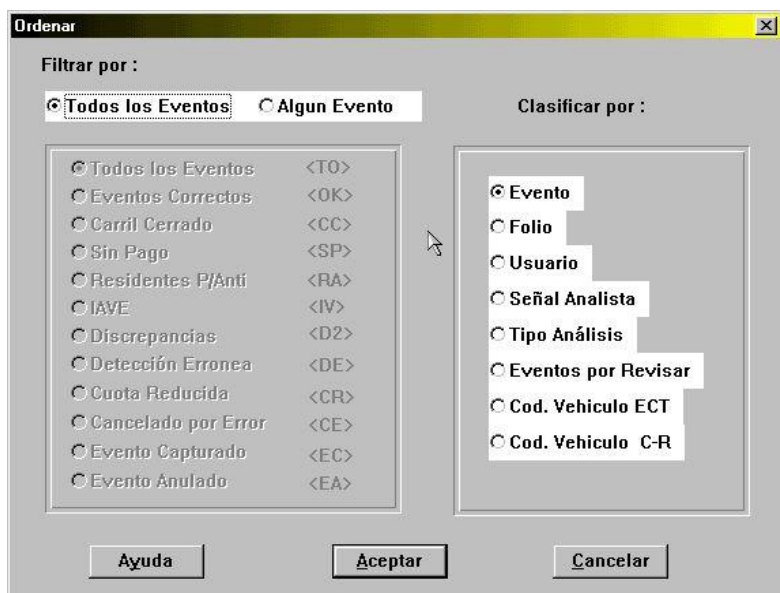 Ordenar
Filtrar por :
Todos los Eventos Algun Evento
Clasificar por :
Todos los Eventos <TO>
Eventos Correctos <OK>
Carril Cerrado <CC>
Sin Pago <SP>
Residentes P/Anti <RA>
IAVE <IV>
Discrepancias <D2>
Detección Erronea <DE>
Cuota Reducida <CR>
Cancelado por Error <CE>
Evento Capturado <EC>
Evento Anulado <EA>
Evento
Folio
Usuario
Señal Analista
Tipo Análisis
Eventos por Revisar
Cod. Vehiculo ECT
Cod. Vehiculo C-R
Ayuda Aceptar Cancelar